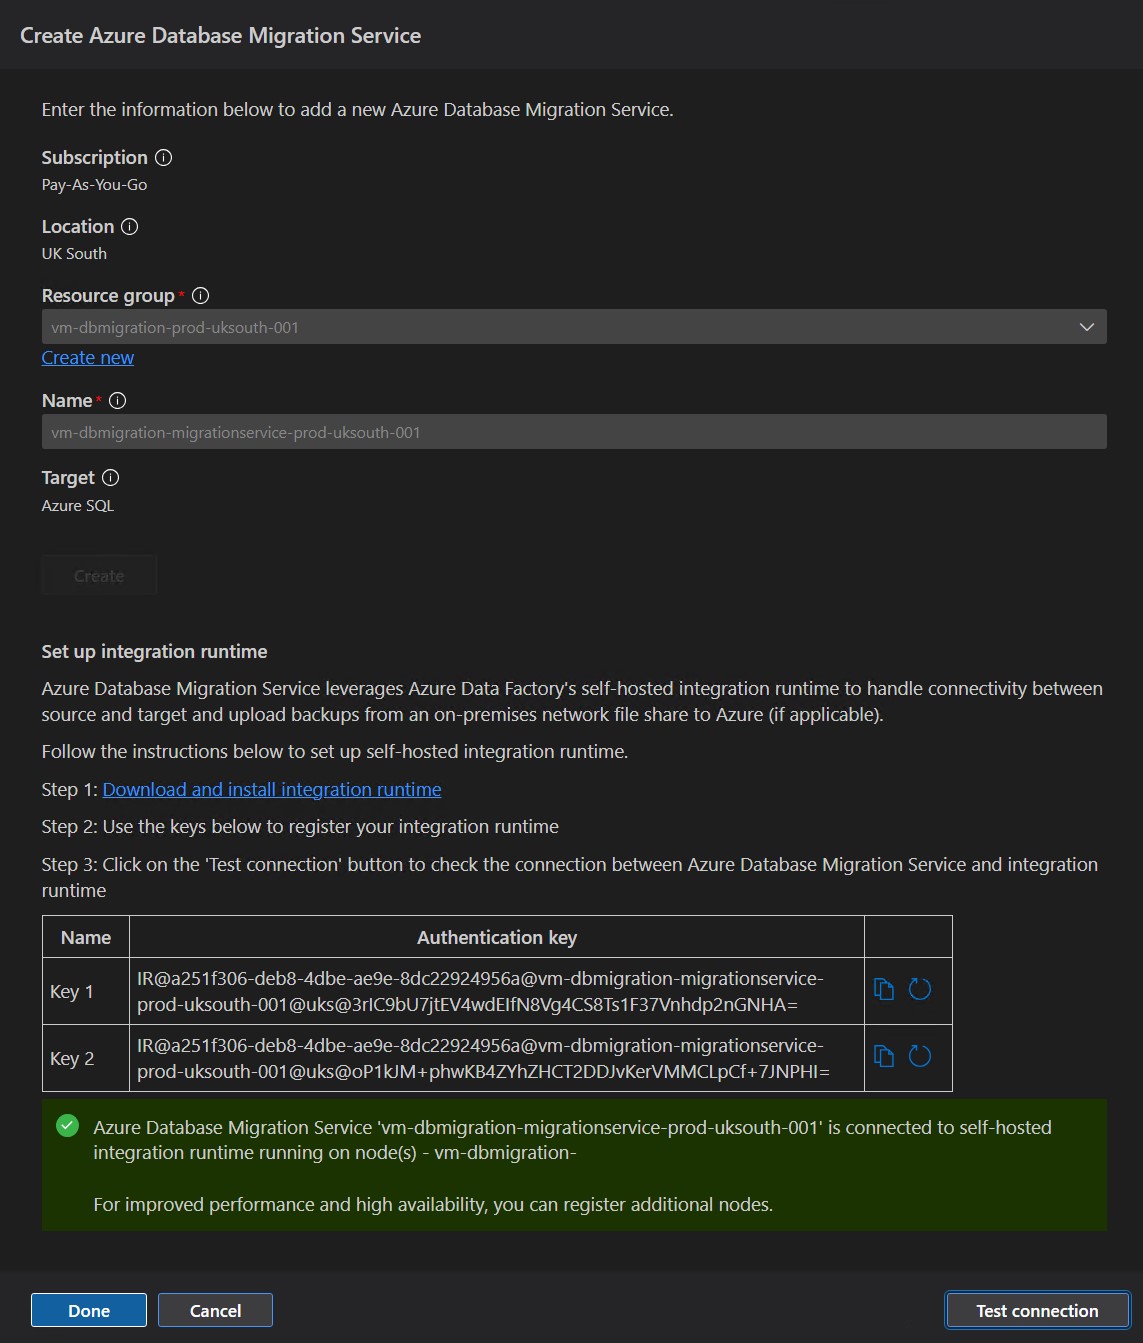 Create Azure Database Migration Service
Enter the information below to add a new Azure Database Migration Service.
Subscription
Pay-As-You-Go
Location
UK South
Resource group *
vm-dbmigration-prod-uksouth-001
Create new
Name *
vm-dbmigration-migrationservice-prod-uksouth-001
Target
Azure SQL
Create
Set up integration runtime
Azure Database Migration Service leverages Azure Data Factory's self-hosted integration runtime to handle connectivity between
source and target and upload backups from an on-premises network file share to Azure (if applicable).
Follow the instructions below to set up self-hosted integration runtime.
Step 1: Download and install integration runtime
Step 2: Use the keys below to register your integration runtime
Step 3: Click on the 'Test connection' button to check the connection between Azure Database Migration Service and integration
runtime
Name Authentication key
Key 1
IR@a251f306-deb8-4dbe-ae9e-8dc22924956a@vm-dbmigration-migrationservice-
prod-uksouth-001@uks@3rIC9bU7jtEV4wdEIfN8Vg4CS8Ts1F37Vnhdp2nGNHA=
Key 2
IR@a251f306-deb8-4dbe-ae9e-8dc22924956a@vm-dbmigration-migrationservice-
prod-uksouth-001@uks@oP1kJM+phwKB4ZYhZHCT2DDJvKerVMMCLpCf+7JNPHI=
Azure Database Migration Service 'vm-dbmigration-migrationservice-prod-uksouth-001' is connected to self-hosted
integration runtime running on node(s) - vm-dbmigration-
For improved performance and high availability, you can register additional nodes.
Done Cancel Test connection